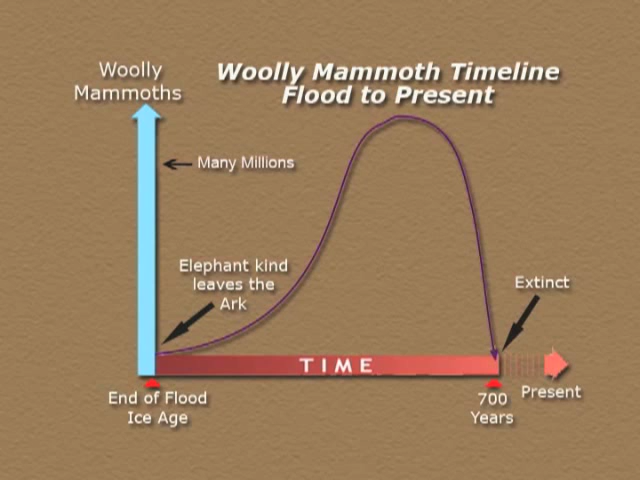 Woolly
Mammoths
Woolly Mammoth Timeline
Flood to Present
Many Millions
Elephant kind
leaves the
Ark
Extinct
TIME
End of Flood
Ice Age
700
Years
Present